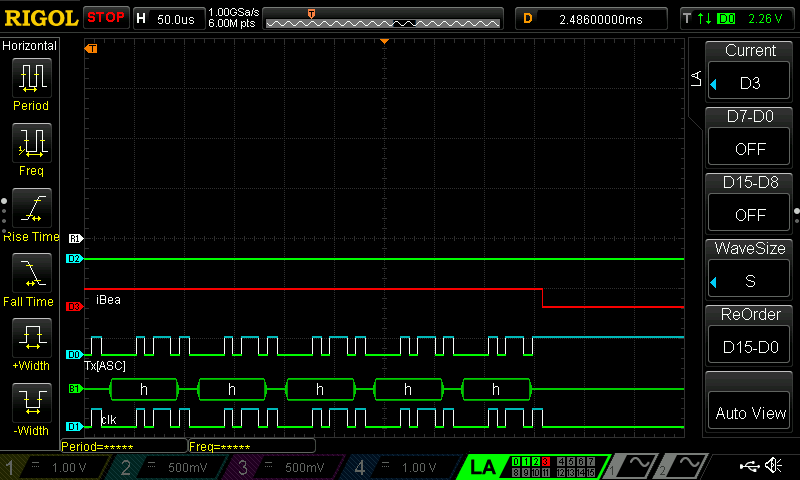 RIGOL STOP H 50.0us 1.00GSa/s 6.00M pts T D 2.48600000ms T D0 2.26 V
Horizontal
Period
Freq
Rise Time
Fall Time
+Width
-Width
T
R1
D2
D3 iBea
D0
Tx[ASC]
B1 h h h h h
D1 clk
Period=***** Freq=*****
LA
Current
D3
D7-D0
OFF
D15-D8
OFF
WaveSize
S
ReOrder
D15-D0
Auto View
1 = 1.00 V 2 = 500mV 3 = 500mV 4 = 1.00 V LA 0 1 2 3 4 5 6 7 1 2
8 9 10 11 12 13 14 15